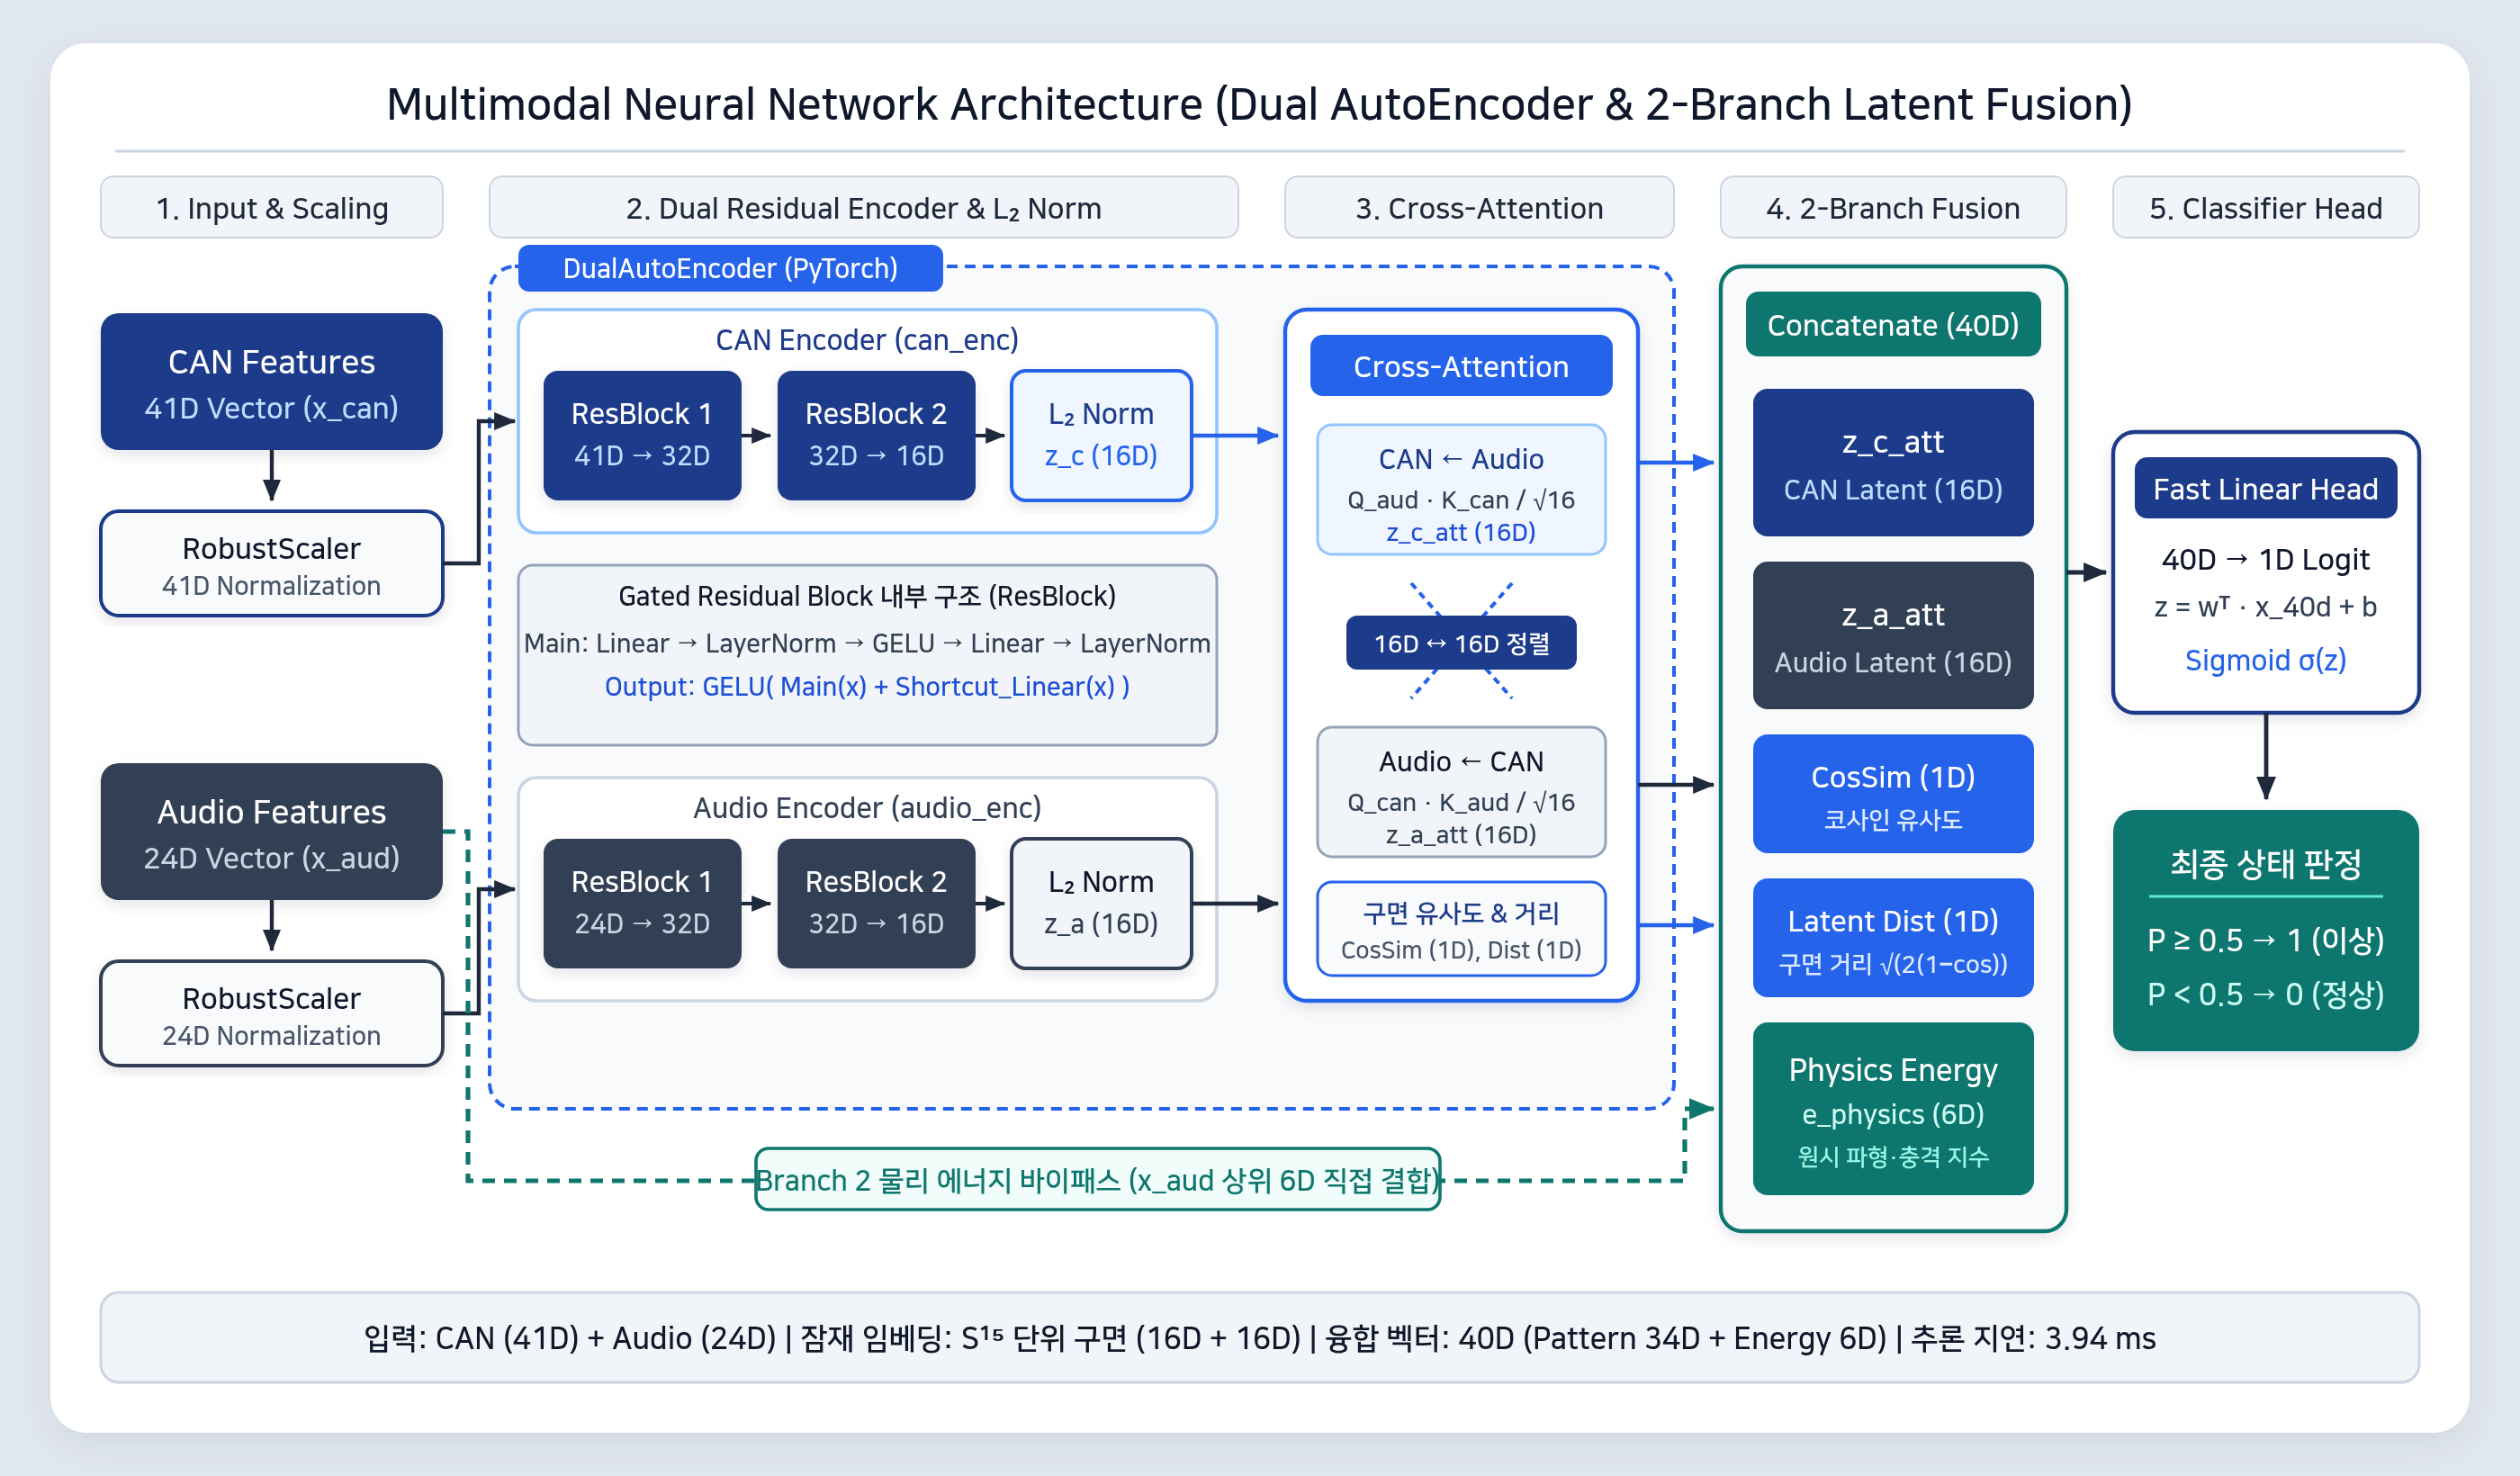 Multimodal Neural Network Architecture (Dual AutoEncoder & 2-Branch Latent Fusion)
1. Input & Scaling
2. Dual Residual Encoder & L₂ Norm
3. Cross-Attention
4. 2-Branch Fusion
5. Classifier Head
CAN Features
41D Vector (x_can)
RobustScaler
41D Normalization
Audio Features
24D Vector (x_aud)
RobustScaler
24D Normalization
DualAutoEncoder (PyTorch)
CAN Encoder (can_enc)
ResBlock 1
41D → 32D
ResBlock 2
32D → 16D
L₂ Norm
z_c (16D)
Gated Residual Block 내부 구조 (ResBlock)
Main: Linear → LayerNorm → GELU → Linear → LayerNorm
Output: GELU( Main(x) + Shortcut_Linear(x) )
Audio Encoder (audio_enc)
ResBlock 1
24D → 32D
ResBlock 2
32D → 16D
L₂ Norm
z_a (16D)
Cross-Attention
CAN ← Audio
Q_aud · K_can / √16
z_c_att (16D)
16D ↔ 16D 정렬
Audio ← CAN
Q_can · K_aud / √16
z_a_att (16D)
구면 유사도 & 거리
CosSim (1D), Dist (1D)
Branch 2 물리 에너지 바이패스 (x_aud 상위 6D 직접 결합)
Concatenate (40D)
z_c_att
CAN Latent (16D)
z_a_att
Audio Latent (16D)
CosSim (1D)
코사인 유사도
Latent Dist (1D)
구면 거리 √(2(1−cos))
Physics Energy
e_physics (6D)
원시 파형·충격 지수
Fast Linear Head
40D → 1D Logit
z = wᵀ · x_40d + b
Sigmoid σ(z)
최종 상태 판정
P ≥ 0.5 → 1 (이상)
P < 0.5 → 0 (정상)
입력: CAN (41D) + Audio (24D) | 잠재 임베딩: S¹⁵ 단위 구면 (16D + 16D) | 융합 벡터: 40D (Pattern 34D + Energy 6D) | 추론 지연: 3.94 ms